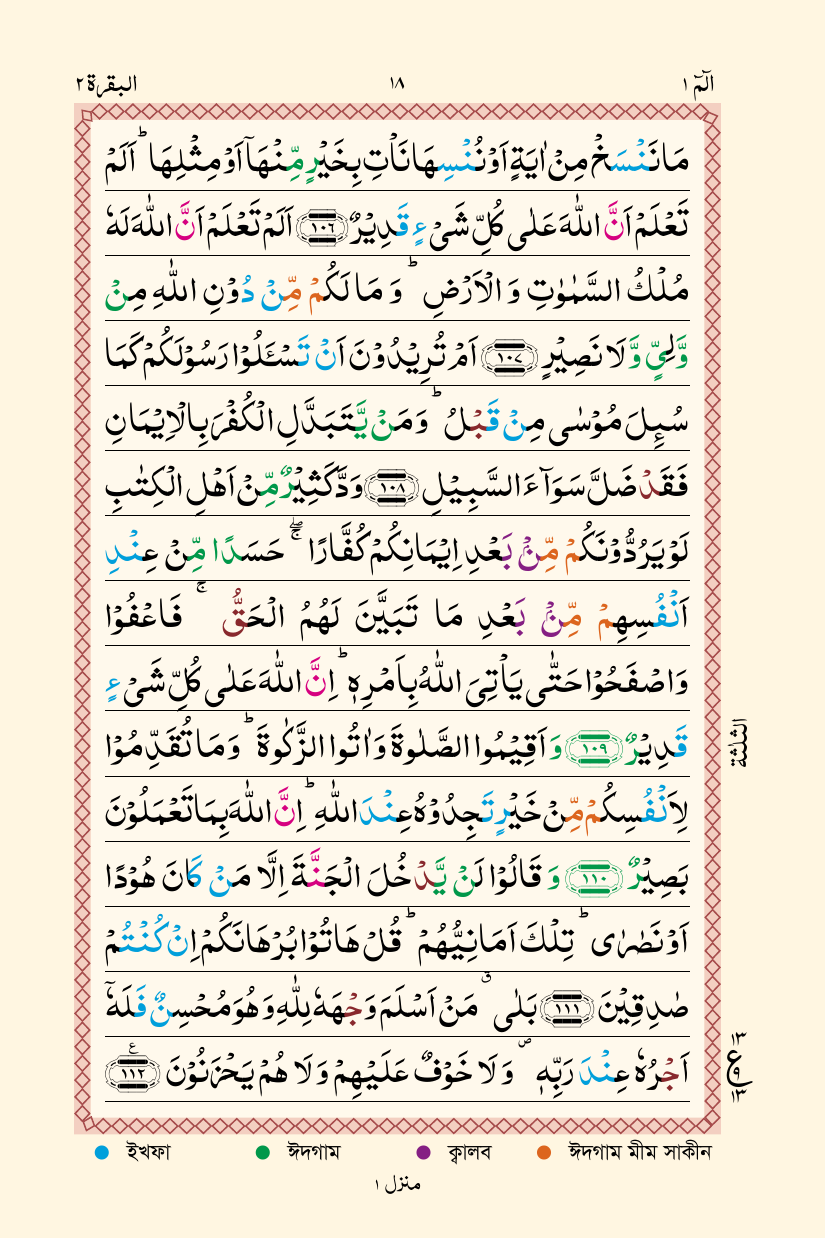 الٓمّٓ ١ ١٨ البقرة ٢
مَا نَنْسَخْ مِنْ اٰيَةٍ اَوْ نُنْسِهَا نَاْتِ بِخَيْرٍ مِّنْهَآ اَوْ مِثْلِهَا ؕ اَلَمْ
تَعْلَمْ اَنَّ اللّٰهَ عَلٰى كُلِّ شَیْءٍ قَدِيْرٌ ﴿١٠٦﴾ اَلَمْ تَعْلَمْ اَنَّ اللّٰهَ لَهٗ
مُلْكُ السَّمٰوٰتِ وَ الْاَرْضِ ؕ وَ مَا لَكُمْ مِّنْ دُوْنِ اللّٰهِ مِنْ
وَّلِیٍّ وَّ لَا نَصِيْرٍ ﴿١٠٧﴾ اَمْ تُرِيْدُوْنَ اَنْ تَسْـَٔلُوْا رَسُوْلَكُمْ كَمَا
سُئِلَ مُوْسٰى مِنْ قَبْلُ ؕ وَ مَنْ يَّتَبَدَّلِ الْكُفْرَ بِالْاِيْمَانِ
فَقَدْ ضَلَّ سَوَآءَ السَّبِيْلِ ﴿١٠٨﴾ وَدَّ كَثِيْرٌ مِّنْ اَهْلِ الْكِتٰبِ
لَوْ يَرُدُّوْنَكُمْ مِّنْۢ بَعْدِ اِيْمَانِكُمْ كُفَّارًا ۖۚ حَسَدًا مِّنْ عِنْدِ
اَنْفُسِهِمْ مِّنْۢ بَعْدِ مَا تَبَيَّنَ لَهُمُ الْحَقُّ ۚ فَاعْفُوْا
وَاصْفَحُوْا حَتّٰى يَاْتِیَ اللّٰهُ بِاَمْرِهٖ ؕ اِنَّ اللّٰهَ عَلٰى كُلِّ شَیْءٍ
قَدِيْرٌ ﴿١٠٩﴾ وَ اَقِيْمُوا الصَّلٰوةَ وَ اٰتُوا الزَّكٰوةَ ؕ وَ مَا تُقَدِّمُوْا
الثلثة
لِاَنْفُسِكُمْ مِّنْ خَيْرٍ تَجِدُوْهُ عِنْدَ اللّٰهِ ؕ اِنَّ اللّٰهَ بِمَا تَعْمَلُوْنَ
بَصِيْرٌ ﴿١١٠﴾ وَ قَالُوْا لَنْ يَّدْخُلَ الْجَنَّةَ اِلَّا مَنْ كَانَ هُوْدًا
اَوْ نَصٰرٰى ؕ تِلْكَ اَمَانِيُّهُمْ ؕ قُلْ هَاتُوْا بُرْهَانَكُمْ اِنْ كُنْتُمْ
صٰدِقِيْنَ ﴿١١١﴾ بَلٰى ۗ مَنْ اَسْلَمَ وَجْهَهٗ لِلّٰهِ وَهُوَ مُحْسِنٌ فَلَهٗٓ
اَجْرُهٗ عِنْدَ رَبِّهٖ ۪ وَ لَا خَوْفٌ عَلَيْهِمْ وَ لَا هُمْ يَحْزَنُوْنَ ﴿١١٢﴾
١٣
ع ٩
١٣
ইখফা ঈদগাম ক্বালব ঈদগাম মীম সাকীন
منزل ١